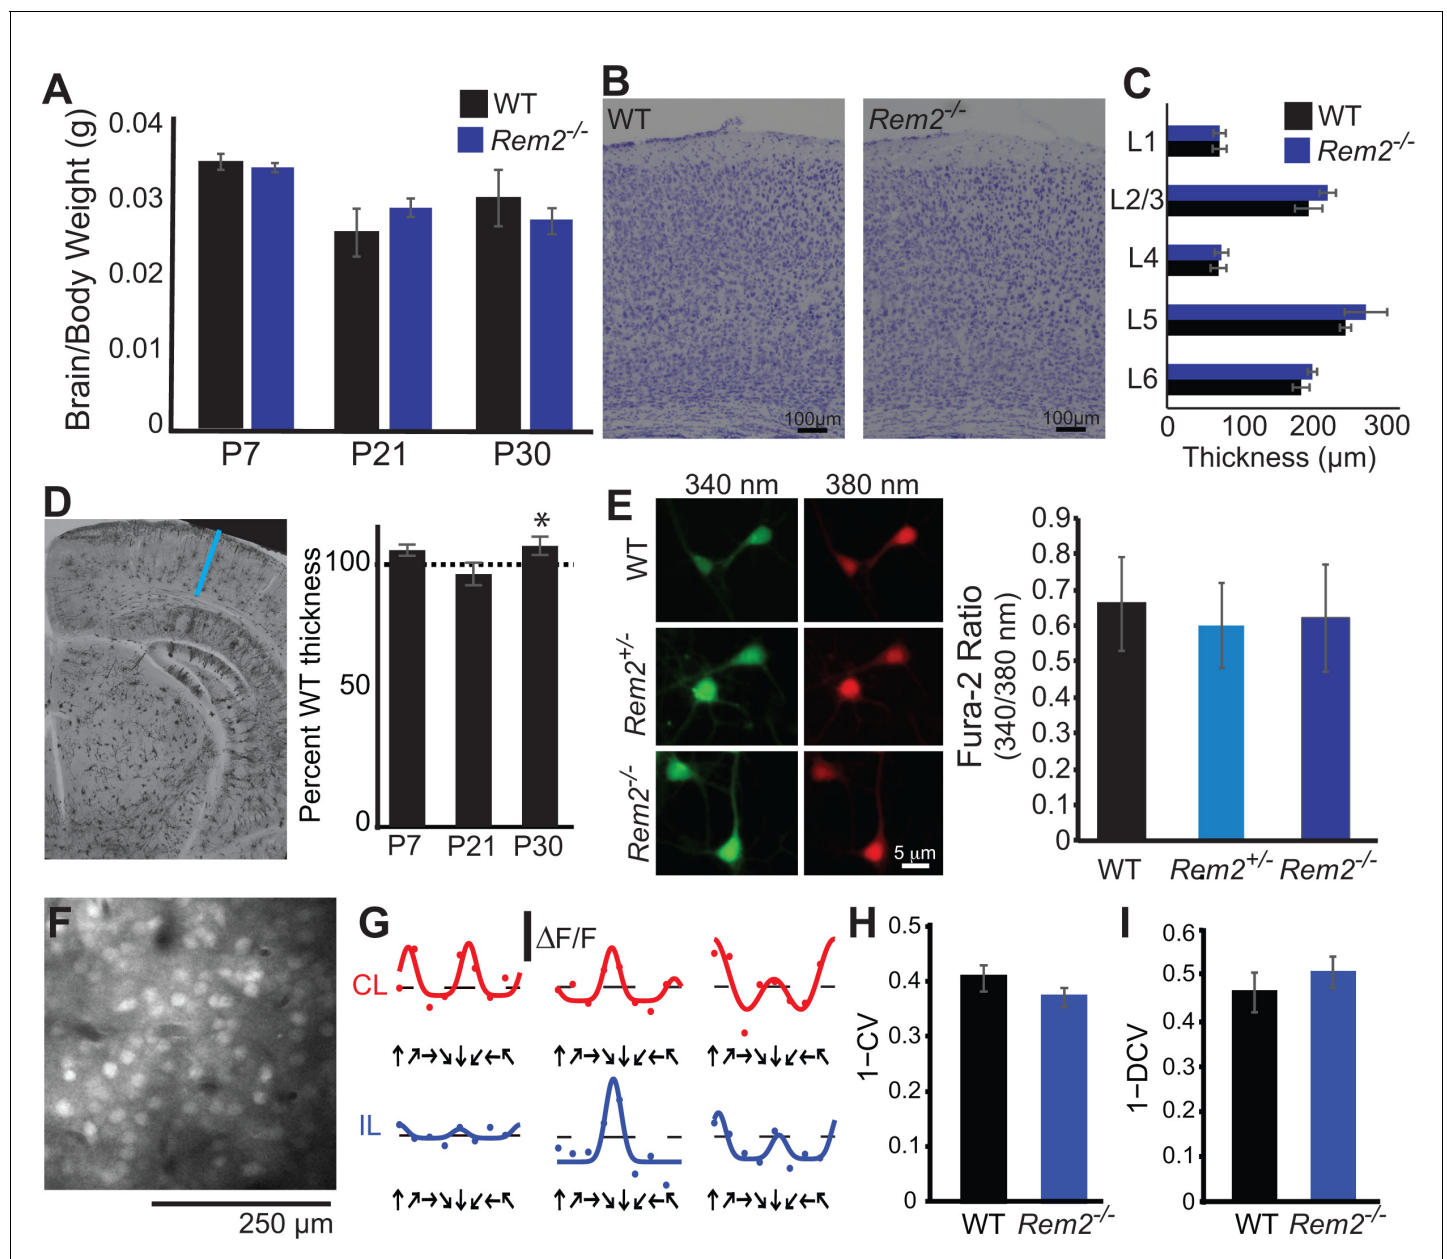 A
Brain/Body Weight (g)
0.04
0.03
0.02
0.01
0
WT
Rem2-/-
P7 P21 P30
B
WT
Rem2-/-
100µm
100µm
C
WT
Rem2-/-
L1
L2/3
L4
L5
L6
0 100 200 300
Thickness (µm)
D
Percent WT thickness
100
50
0
*
P7 P21 P30
E
340 nm 380 nm
WT
Rem2+/-
Rem2-/-
5 µm
Fura-2 Ratio
(340/380 nm)
0.9
0.8
0.7
0.6
0.5
0.4
0.3
0.2
0.1
0
WT Rem2+/- Rem2-/-
F
250 µm
G
ΔF/F
CL
↑↗→↘↓↙←↖ ↑↗→↘↓↙←↖ ↑↗→↘↓↙←↖
IL
↑↗→↘↓↙←↖ ↑↗→↘↓↙←↖ ↑↗→↘↓↙←↖
H
1−CV
0.5
0.4
0.3
0.2
0.1
0
WT Rem2-/-
I
1−DCV
0.6
0.5
0.4
0.3
0.2
0.1
0
WT Rem2-/-